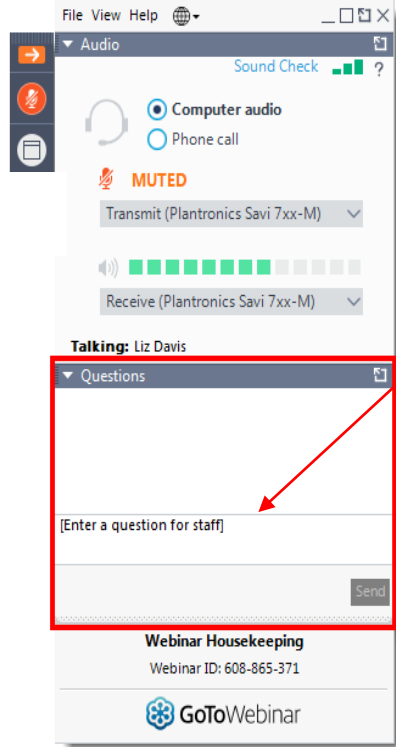 File View Help
Audio
Sound Check ?
Computer audio
Phone call
MUTED
Transmit (Plantronics Savi 7xx-M)
Receive (Plantronics Savi 7xx-M)
Talking: Liz Davis
Questions
[Enter a question for staff]
Send
Webinar Housekeeping
Webinar ID: 608-865-371
GoToWebinar